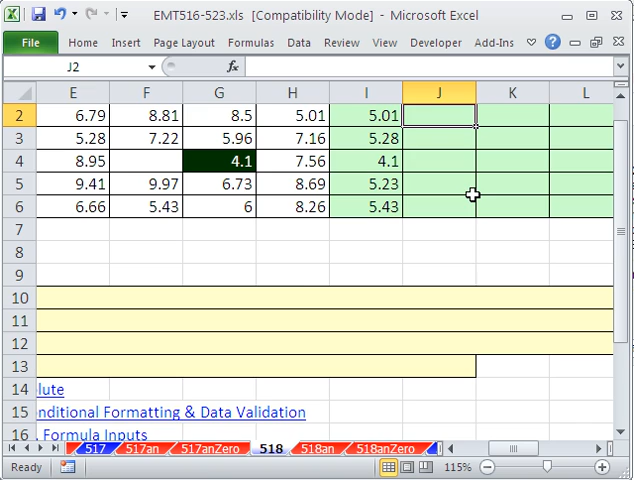 EMT516-523.xls [Compatibility Mode] - Microsoft Excel
File Home Insert Page Layout Formulas Data Review View Developer Add-Ins
J2 fx
E F G H I J K L
2 6.79 8.81 8.5 5.01 5.01
3 5.28 7.22 5.96 7.16 5.28
4 8.95 4.1 7.56 4.1
5 9.41 9.97 6.73 8.69 5.23
6 6.66 5.43 6 8.26 5.43
7
8
9
10
11
12
13
14 olute
15 nditional Formatting & Data Validation
16 . Formula Inputs
517 517an 517anZero 518 518an 518anZero
Ready 115%